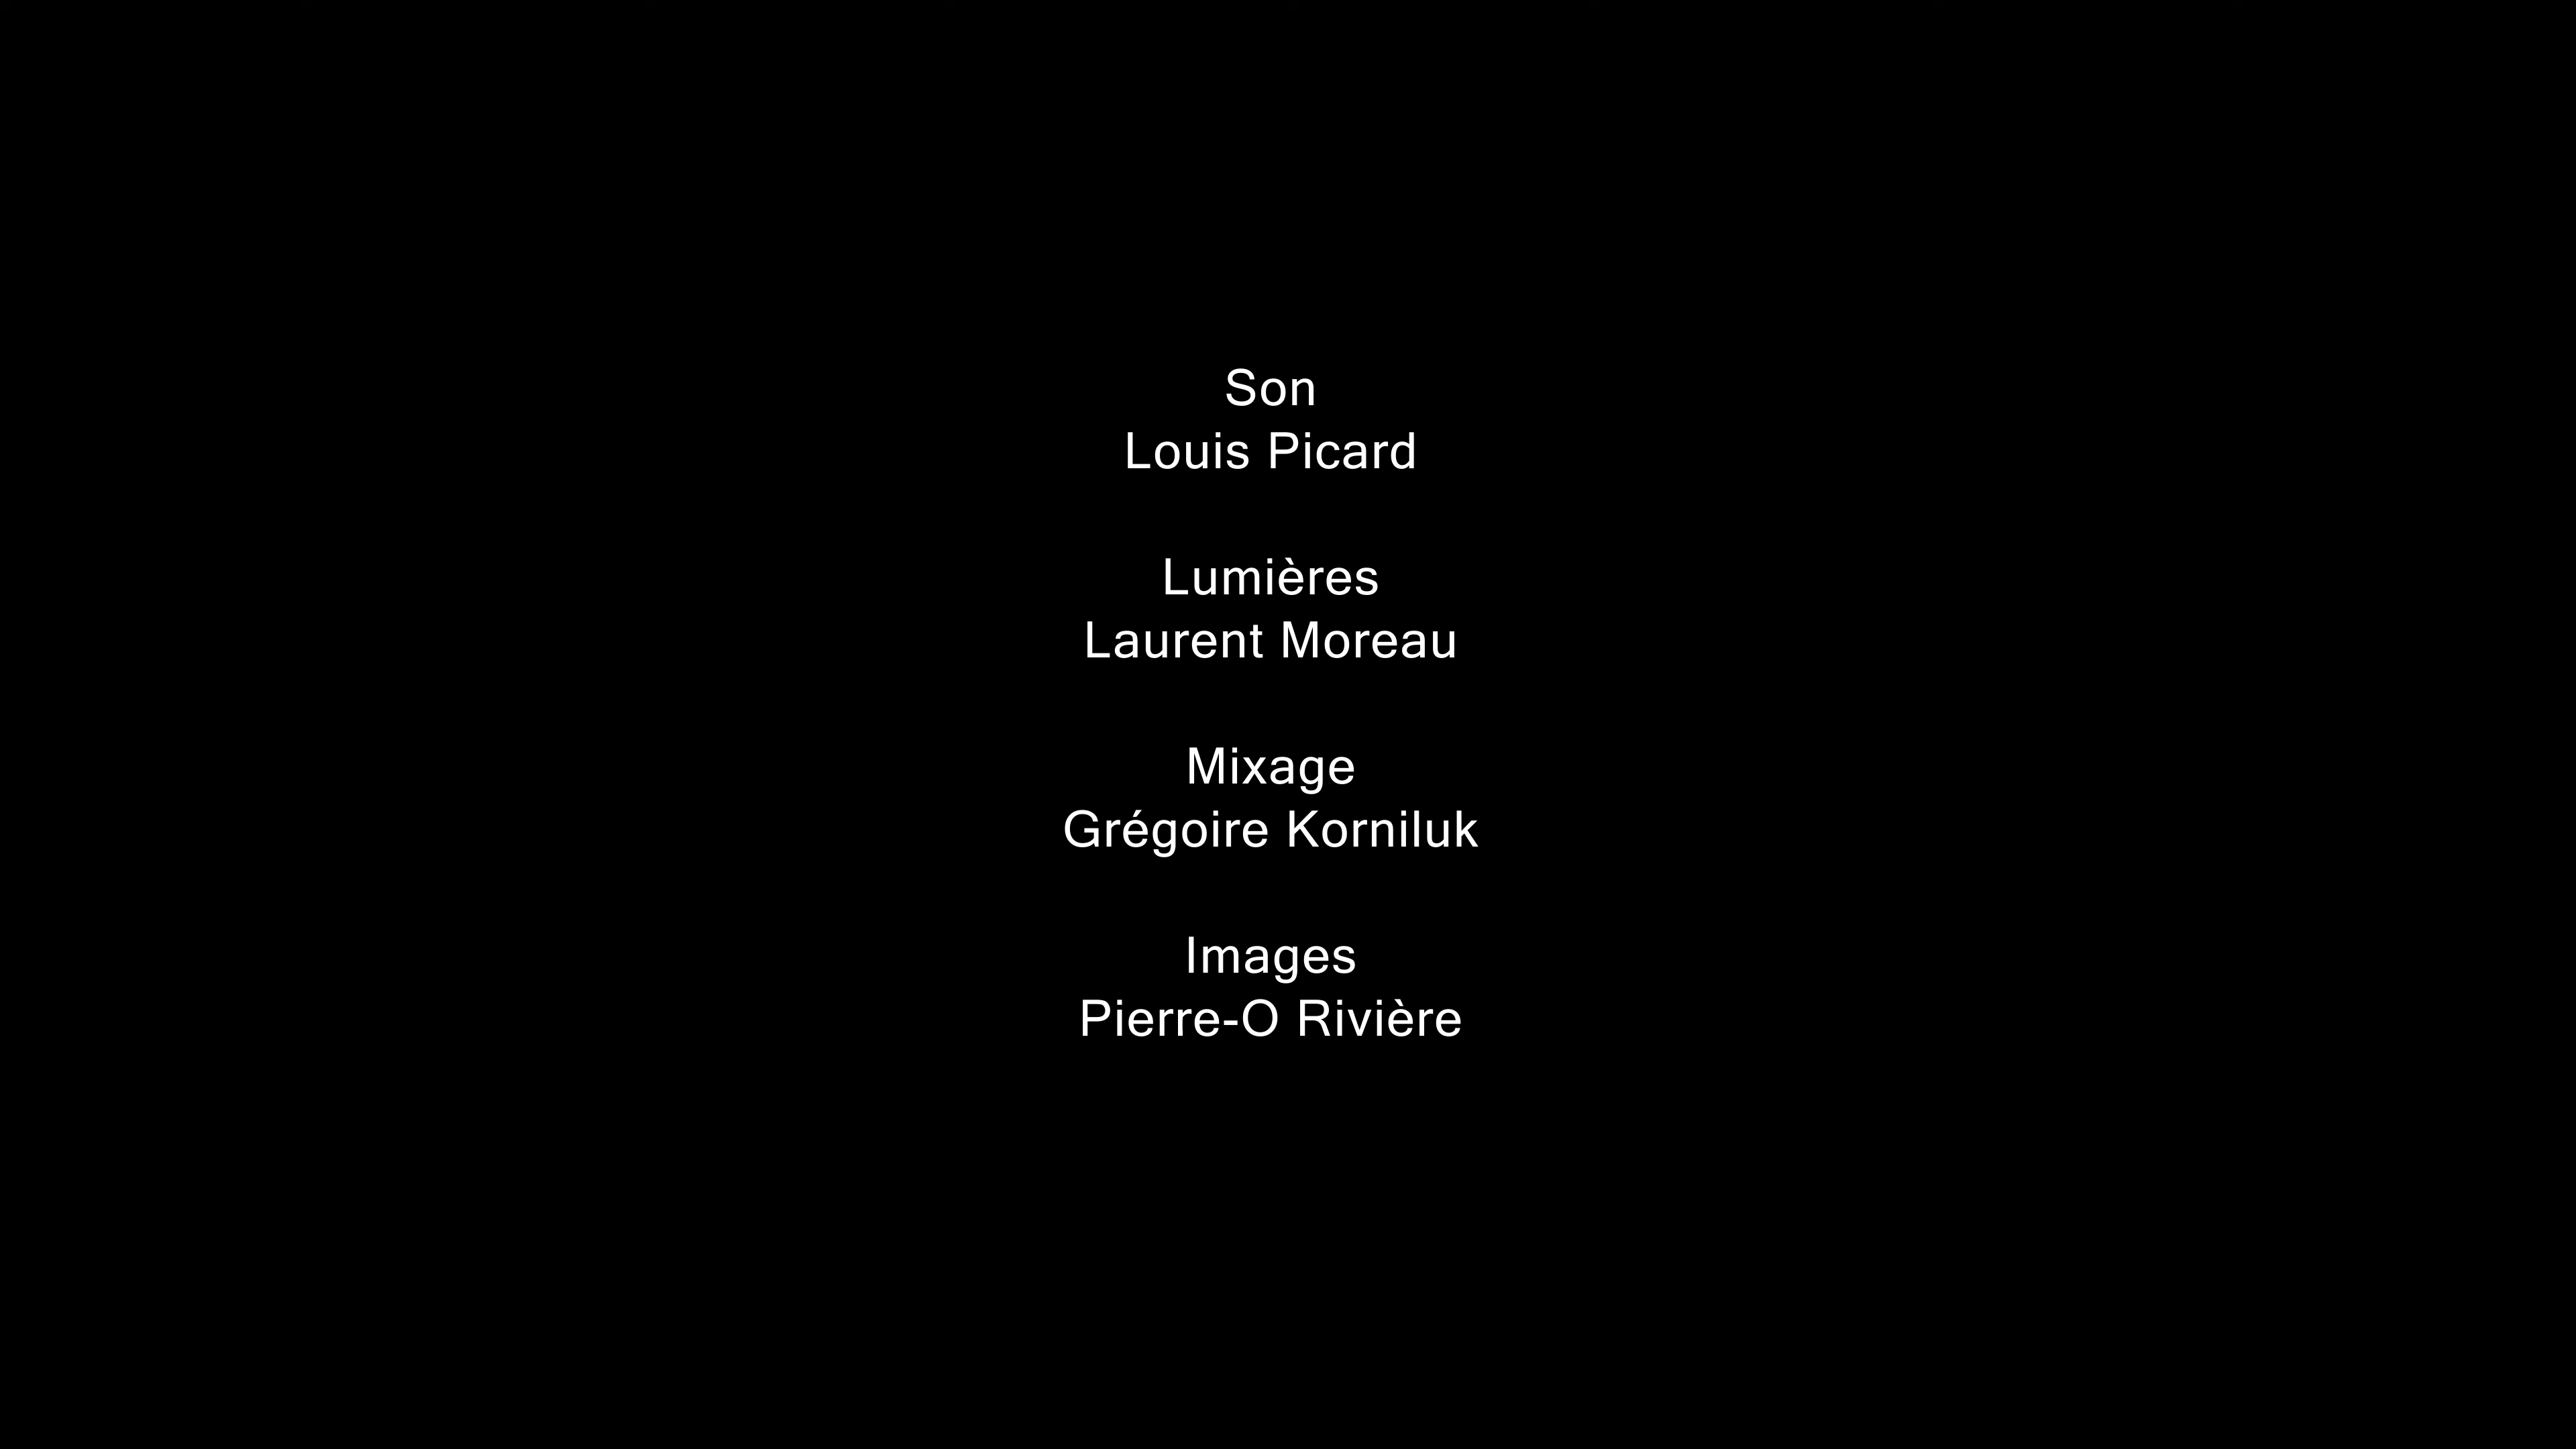 Son
Louis Picard
Lumières
Laurent Moreau
Mixage
Grégoire Korniluk
Images
Pierre-O Rivière